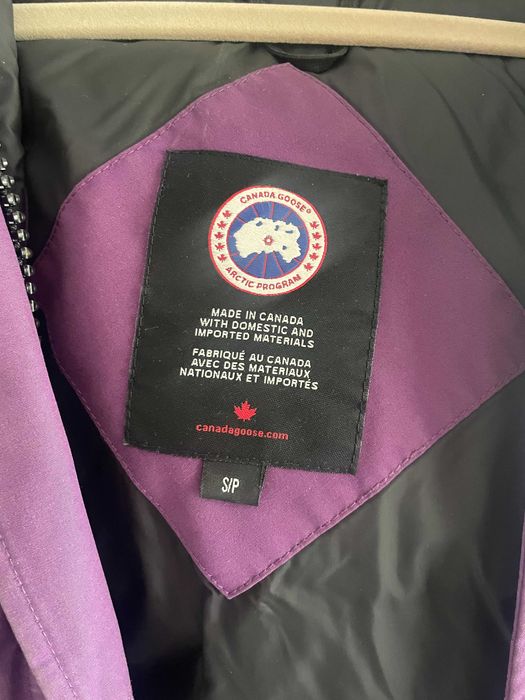 CANADA GOOSE®
ARCTIC PROGRAM
MADE IN CANADA
WITH DOMESTIC AND
IMPORTED MATERIALS
FABRIQUÉ AU CANADA
AVEC DES MATERIAUX
NATIONAUX ET IMPORTÉS
canadagoose.com
S/P